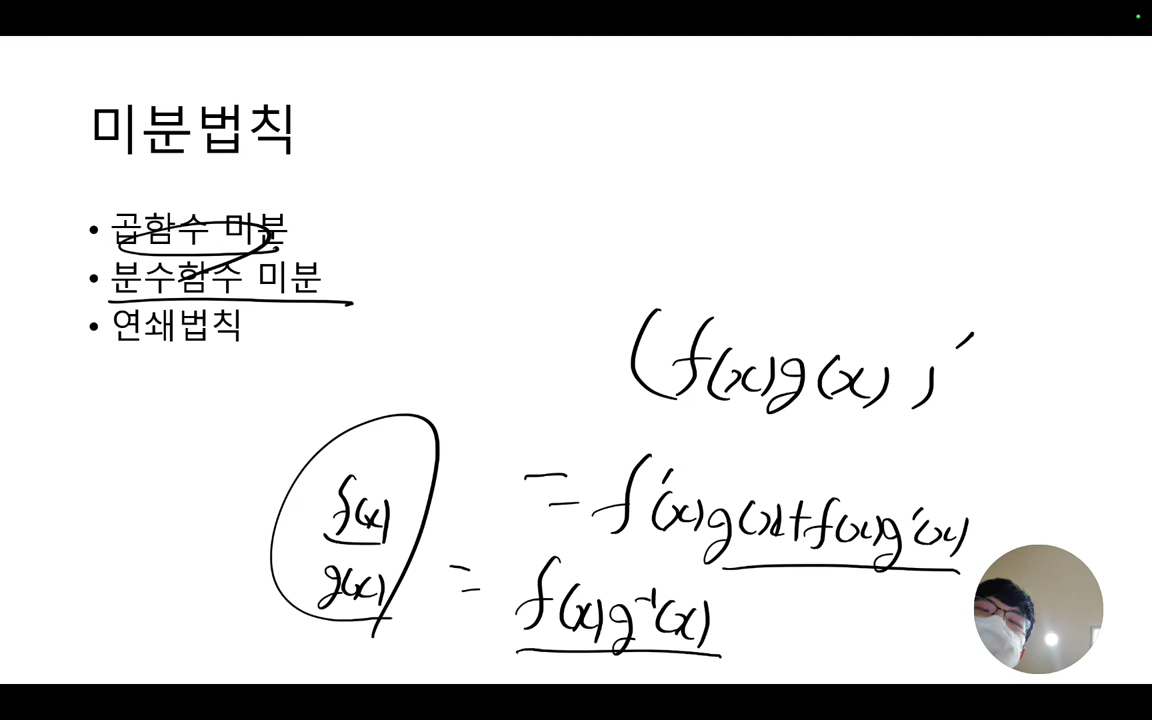 미분법칙
• 곱함수 미분
• 분수함수 미분
• 연쇄법칙
(f(x)g(x))′
= f′(x)g(x)+f(x)g′(x)
f(x)
g(x)
= f(x)g⁻¹(x)